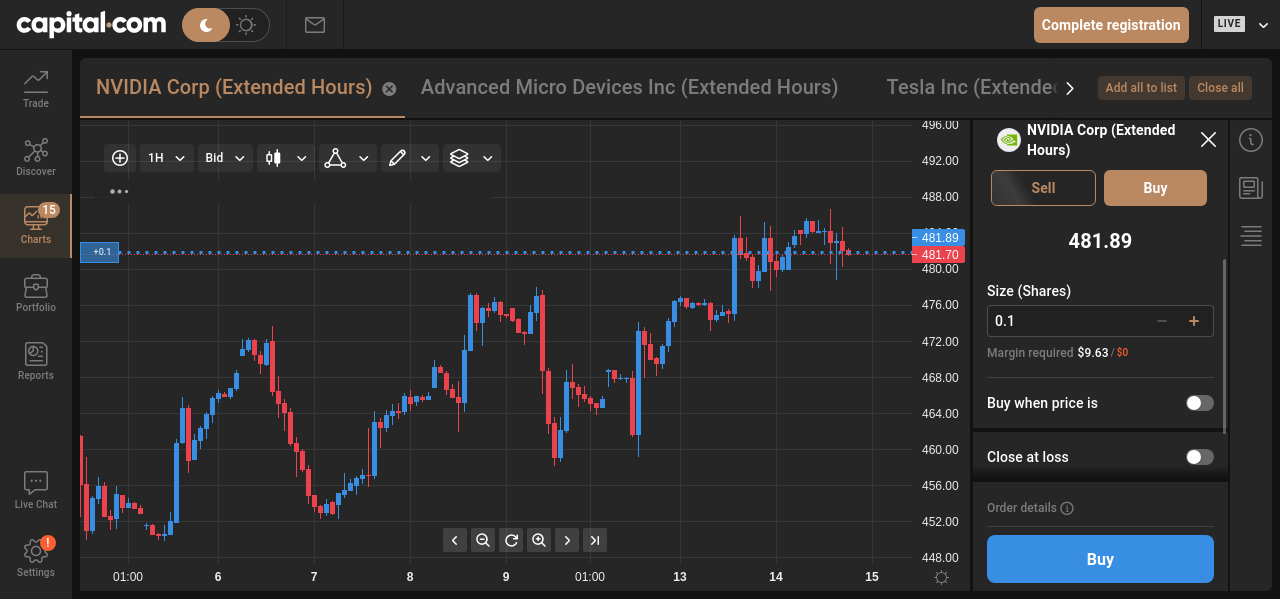 capital.com
Complete registration
LIVE
Trade
Discover
15
Charts
Portfolio
Reports
Live Chat
!
Settings
NVIDIA Corp (Extended Hours)
Advanced Micro Devices Inc (Extended Hours)
Tesla Inc (Extended
Add all to list
Close all
1H
Bid
+0.1
496.00
492.00
488.00
481.89
481.70
480.00
476.00
472.00
468.00
464.00
460.00
456.00
452.00
448.00
01:00
6
7
8
9
01:00
13
14
15
NVIDIA Corp (Extended
Hours)
Sell
Buy
481.89
Size (Shares)
0.1
Margin required $9.63 / $0
Buy when price is
Close at loss
Order details
Buy